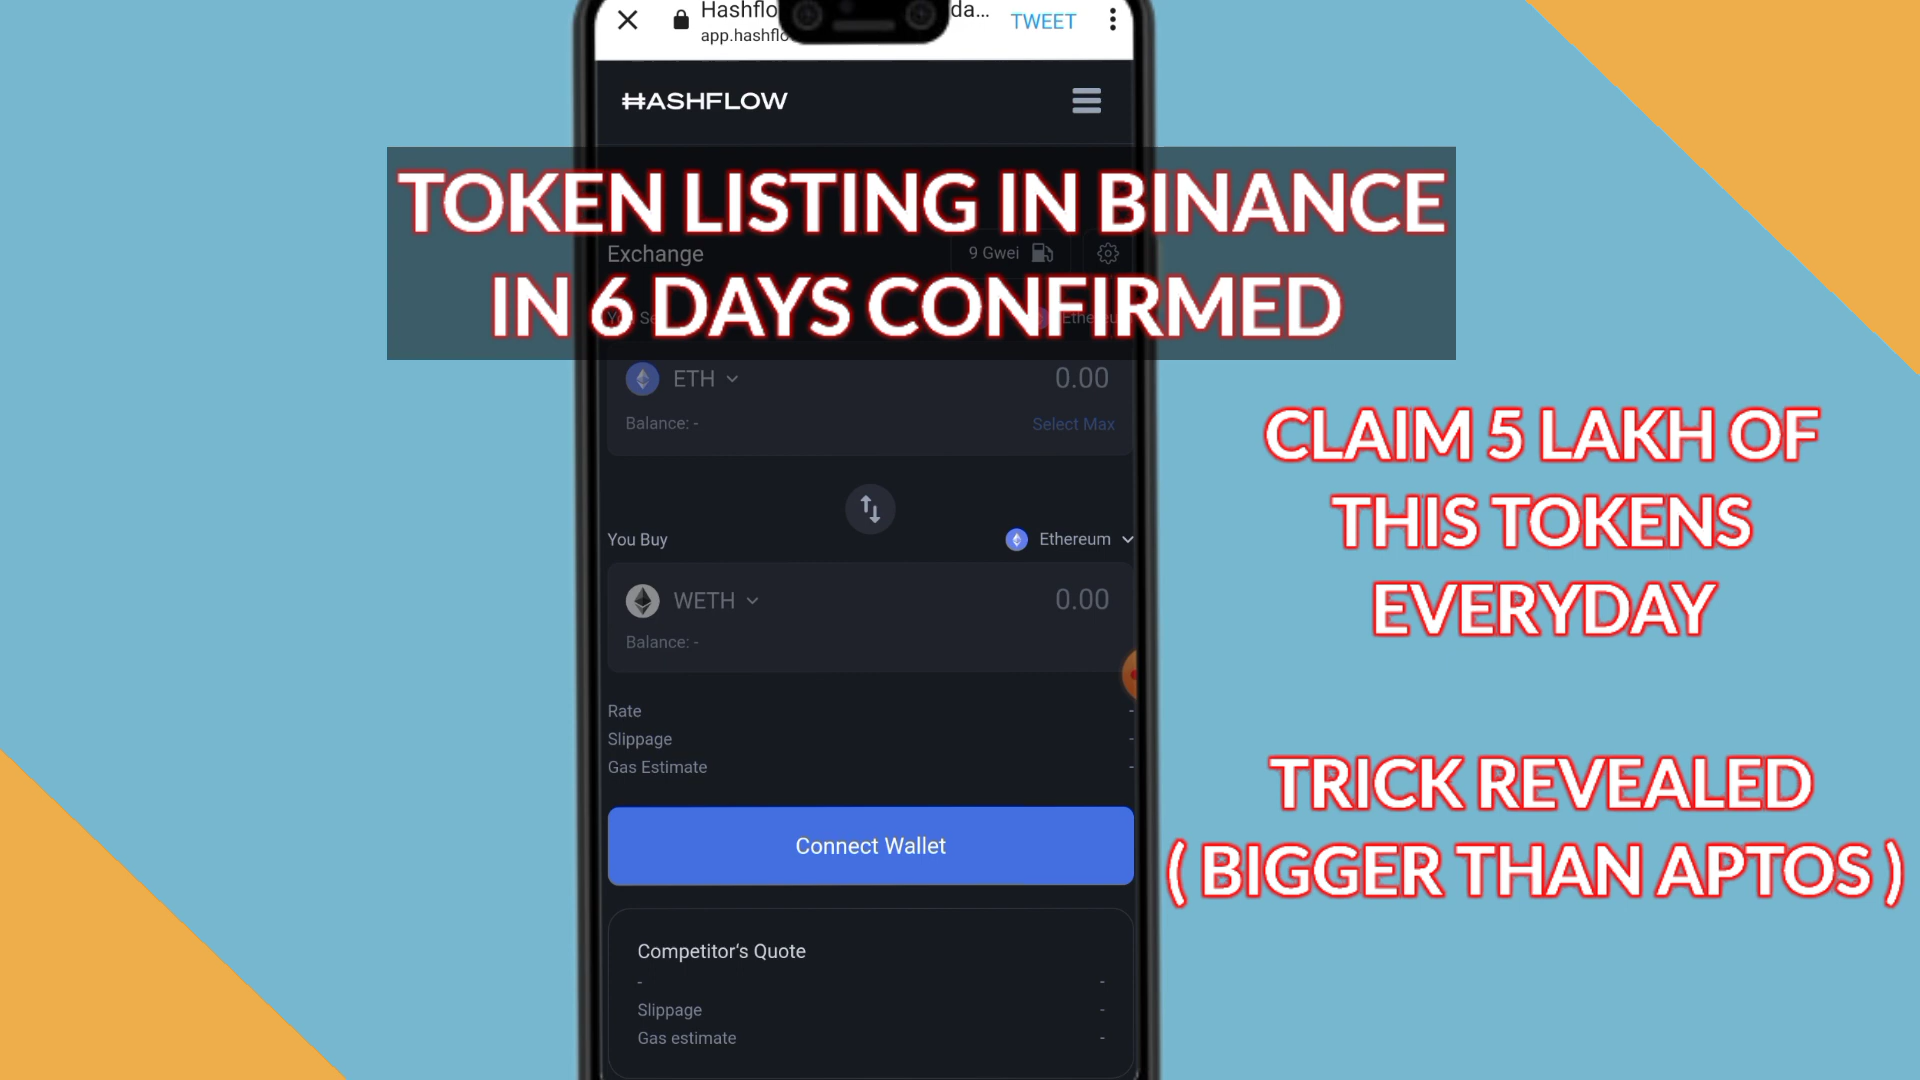 Hashflo
da...
TWEET
app.hashflo
HASHFLOW
TOKEN LISTING IN BINANCE
Exchange
9 Gwei
IN 6 DAYS CONFIRMED
ETH
0.00
Balance: -
Select Max
CLAIM 5 LAKH OF
THIS TOKENS
EVERYDAY
You Buy
Ethereum
WETH
0.00
Balance: -
Rate -
Slippage -
Gas Estimate -
TRICK REVEALED
( BIGGER THAN APTOS )
Connect Wallet
Competitor's Quote
- -
Slippage -
Gas estimate -